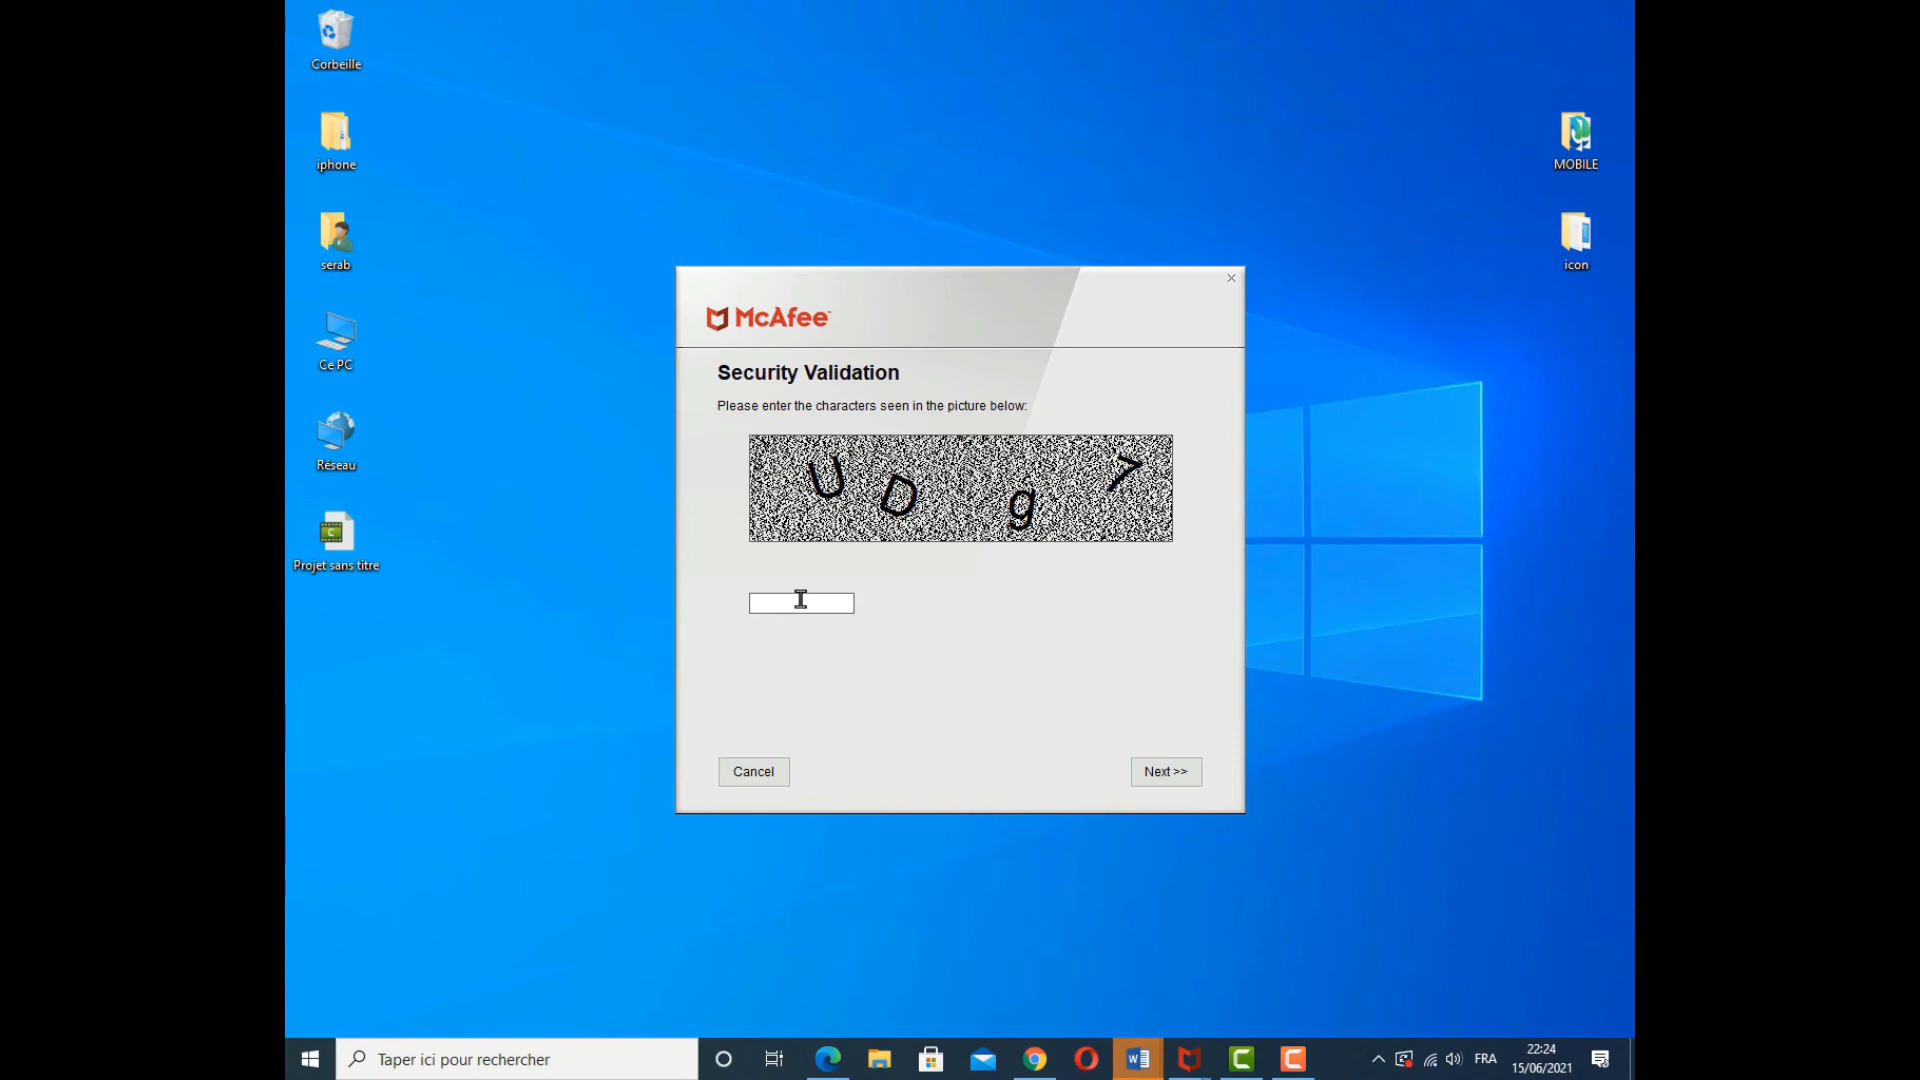 Corbeille
iphone
MOBILE
serab
icon
Ce PC
Réseau
Projet sans titre
McAfee™
Security Validation
Please enter the characters seen in the picture below:
U D g 7
Cancel
Next >>
Taper ici pour rechercher
FRA
22:24
15/06/2021